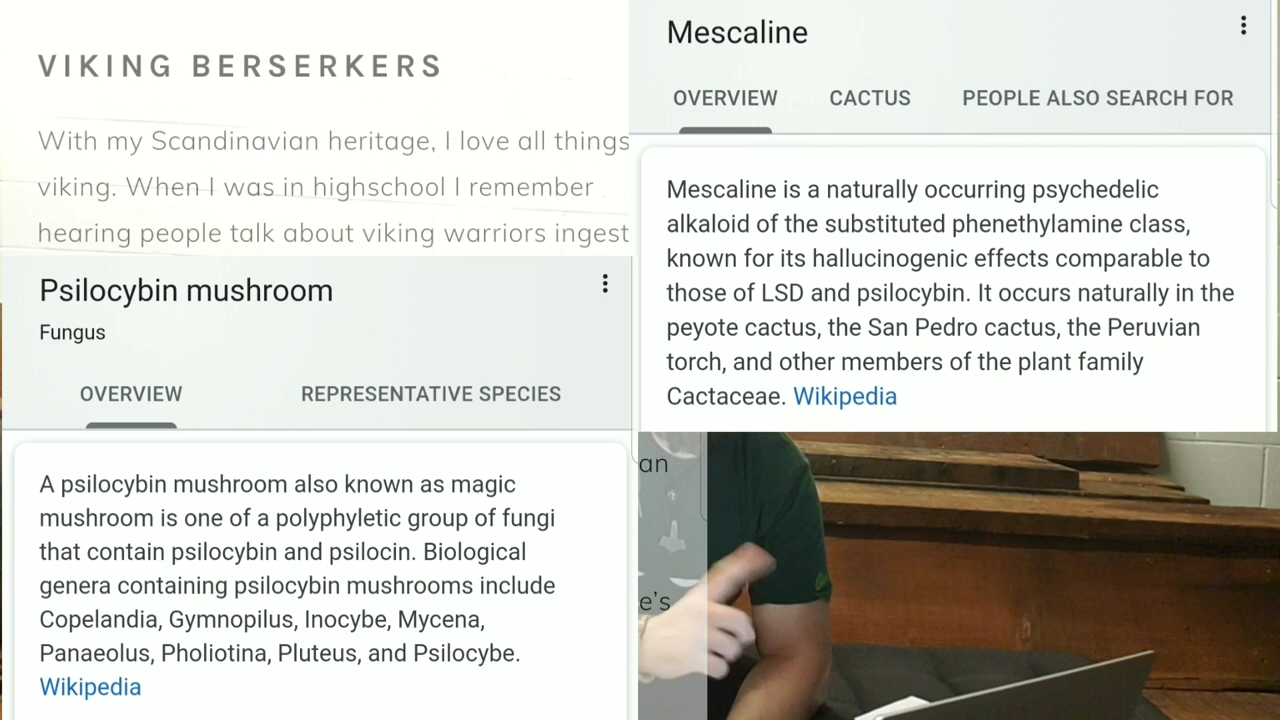 VIKING BERSERKERS
With my Scandinavian heritage, I love all things
viking. When I was in highschool I remember
hearing people talk about viking warriors ingest
Psilocybin mushroom
Fungus
OVERVIEW REPRESENTATIVE SPECIES
A psilocybin mushroom also known as magic
mushroom is one of a polyphyletic group of fungi
that contain psilocybin and psilocin. Biological
genera containing psilocybin mushrooms include
Copelandia, Gymnopilus, Inocybe, Mycena,
Panaeolus, Pholiotina, Pluteus, and Psilocybe.
Wikipedia
Mescaline
OVERVIEW CACTUS PEOPLE ALSO SEARCH FOR
Mescaline is a naturally occurring psychedelic
alkaloid of the substituted phenethylamine class,
known for its hallucinogenic effects comparable to
those of LSD and psilocybin. It occurs naturally in the
peyote cactus, the San Pedro cactus, the Peruvian
torch, and other members of the plant family
Cactaceae. Wikipedia
an
e's